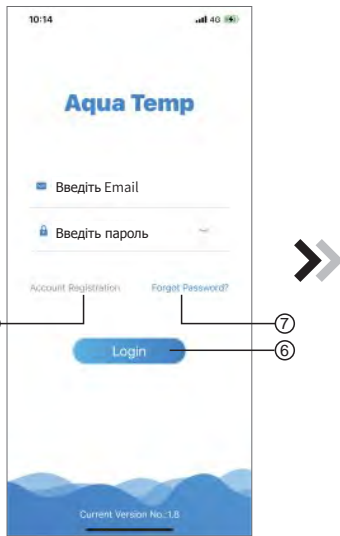 10:14 4G
Aqua Temp
Введіть Email
Введіть пароль
Account Registration Forgot Password?
⑦
Login ⑥
Current Version No.:1.8